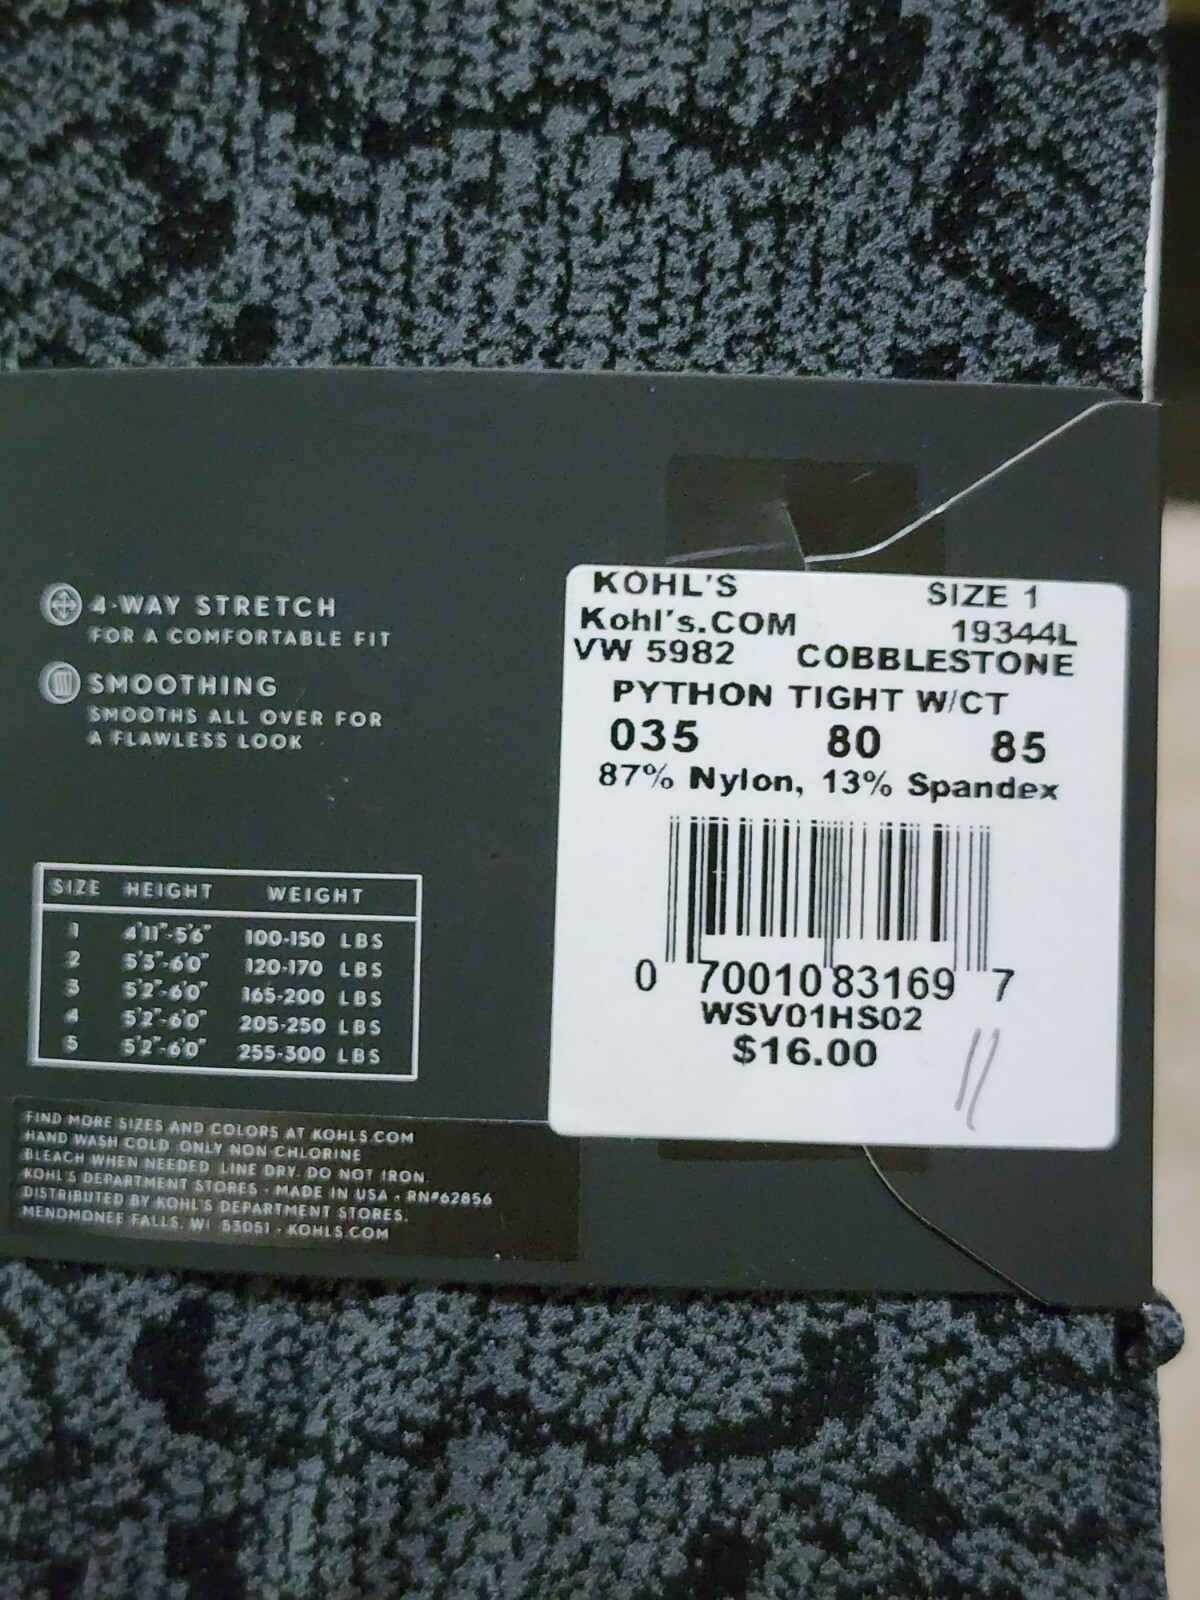 4-WAY STRETCH
FOR A COMFORTABLE FIT
SMOOTHING
SMOOTHS ALL OVER FOR
A FLAWLESS LOOK
SIZE HEIGHT WEIGHT
1 4'11"-5'6" 100-150 LBS
2 5'3"-6'0" 120-170 LBS
3 5'2"-6'0" 165-200 LBS
4 5'2"-6'0" 205-250 LBS
5 5'2"-6'0" 255-300 LBS
FIND MORE SIZES AND COLORS AT KOHLS.COM
HAND WASH COLD. ONLY NON-CHLORINE
BLEACH WHEN NEEDED. LINE DRY. DO NOT IRON.
KOHL'S DEPARTMENT STORES - MADE IN USA - RN#62856
DISTRIBUTED BY KOHL'S DEPARTMENT STORES,
MENOMONEE FALLS, WI 53051 - KOHLS.COM
KOHL'S SIZE 1
Kohl's.COM 19344L
VW 5982 COBBLESTONE
PYTHON TIGHT W/CT
035 80 85
87% Nylon, 13% Spandex
0 70010 83169 7
WSV01HS02
$16.00